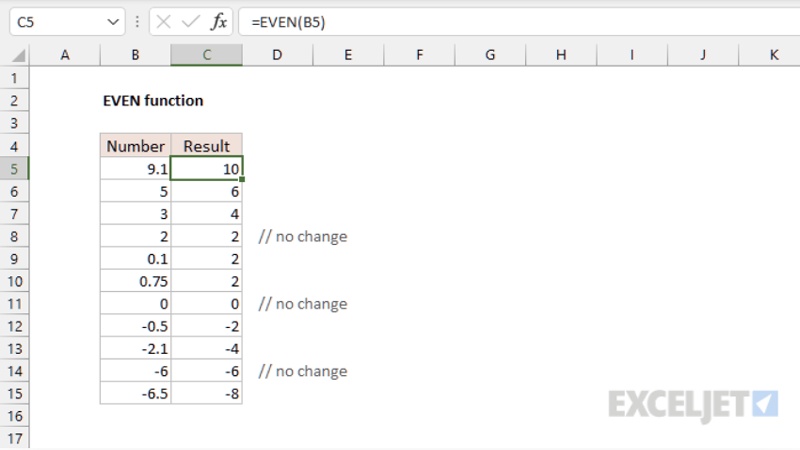 C5 fx =EVEN(B5)
A B C D E F G H I J K
1
2 EVEN function
3
4 Number Result
5 9.1 10
6 5 6
7 3 4
8 2 2 // no change
9 0.1 2
10 0.75 2
11 0 0 // no change
12 -0.5 -2
13 -2.1 -4
14 -6 -6 // no change
15 -6.5 -8
16
17
EXCELJET